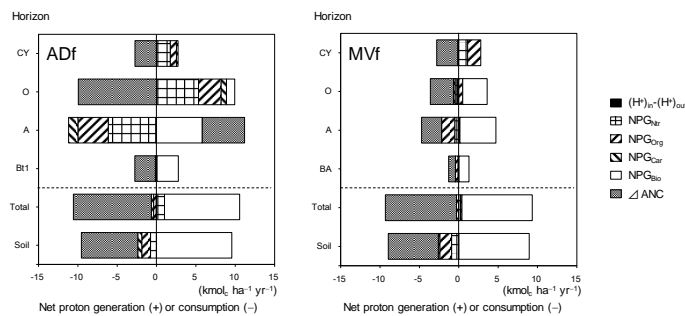 Horizon
Horizon
ADf
MVf
CY
O
A
Bt1
Total
Soil
-15
-10
-5
0
5
10
15
(kmolc ha⁻¹ yr⁻¹)
Net proton generation (+) or consumption (−)
CY
O
A
BA
Total
Soil
-15
-10
-5
0
5
10
15
(kmolc ha⁻¹ yr⁻¹)
Net proton generation (+) or consumption (−)
(H⁺)in-(H⁺)out
NPGNtr
NPGOrg
NPGCar
NPGBio
⊿ ANC